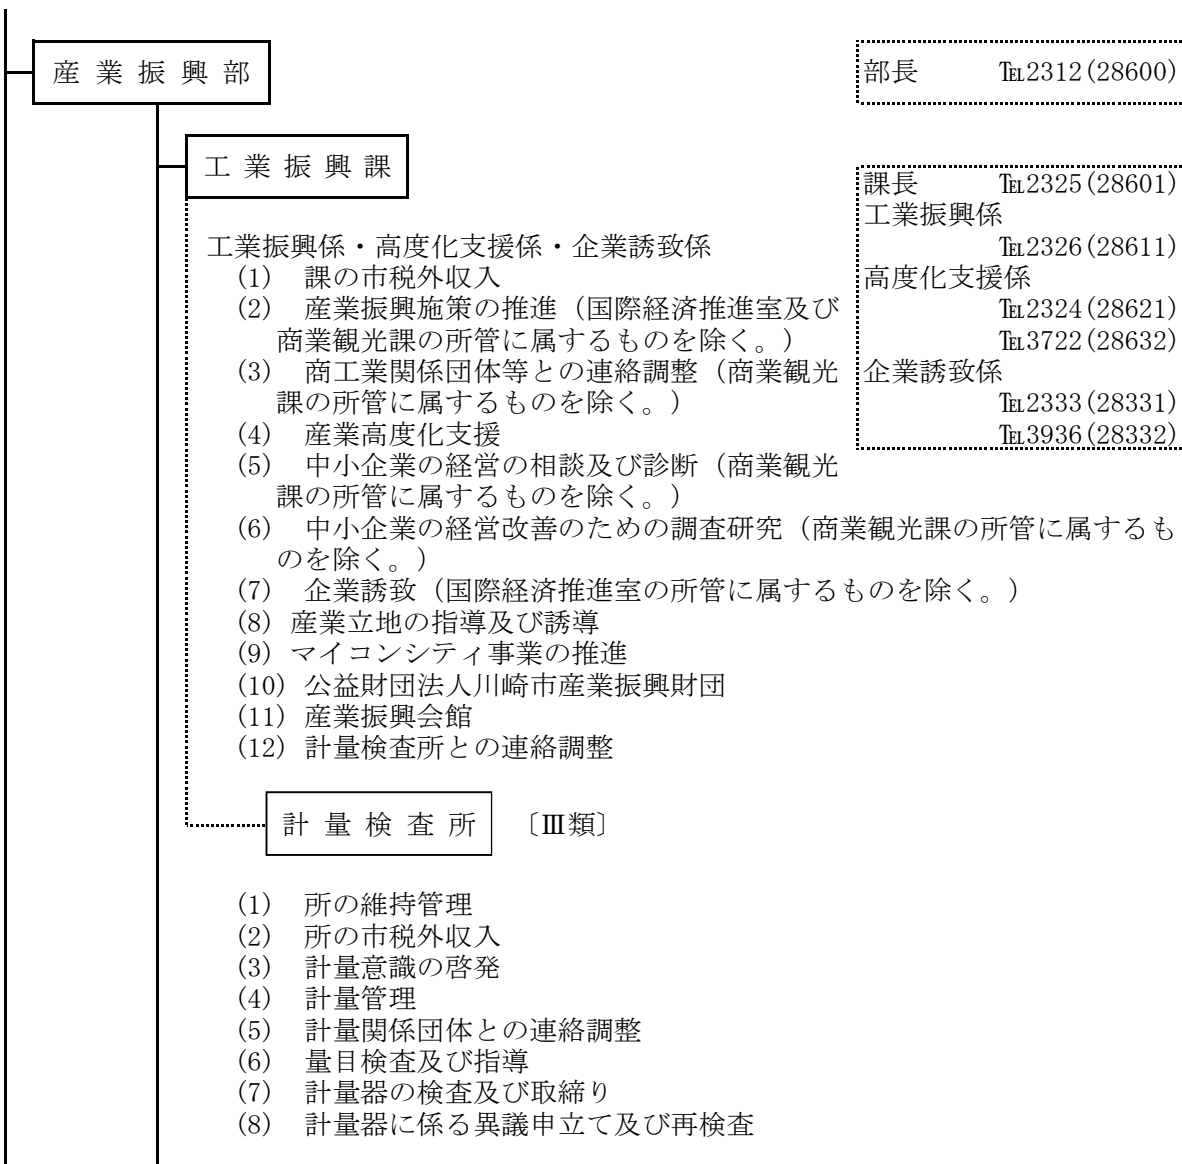 産業振興部
部長 ℡2312(28600)
工業振興課
課長 ℡2325(28601)
工業振興係
℡2326(28611)
高度化支援係
℡2324(28621)
℡3722(28632)
企業誘致係
℡2333(28331)
℡3936(28332)
工業振興係・高度化支援係・企業誘致係
(1) 課の市税外収入
(2) 産業振興施策の推進(国際経済推進室及び
商業観光課の所管に属するものを除く。)
(3) 商工業関係団体等との連絡調整(商業観光
課の所管に属するものを除く。)
(4) 産業高度化支援
(5) 中小企業の経営の相談及び診断(商業観光
課の所管に属するものを除く。)
(6) 中小企業の経営改善のための調査研究(商業観光課の所管に属するも
のを除く。)
(7) 企業誘致(国際経済推進室の所管に属するものを除く。)
(8) 産業立地の指導及び誘導
(9) マイコンシティ事業の推進
(10) 公益財団法人川崎市産業振興財団
(11) 産業振興会館
(12) 計量検査所との連絡調整
計量検査所 〔Ⅲ類〕
(1) 所の維持管理
(2) 所の市税外収入
(3) 計量意識の啓発
(4) 計量管理
(5) 計量関係団体との連絡調整
(6) 量目検査及び指導
(7) 計量器の検査及び取締り
(8) 計量器に係る異議申立て及び再検査